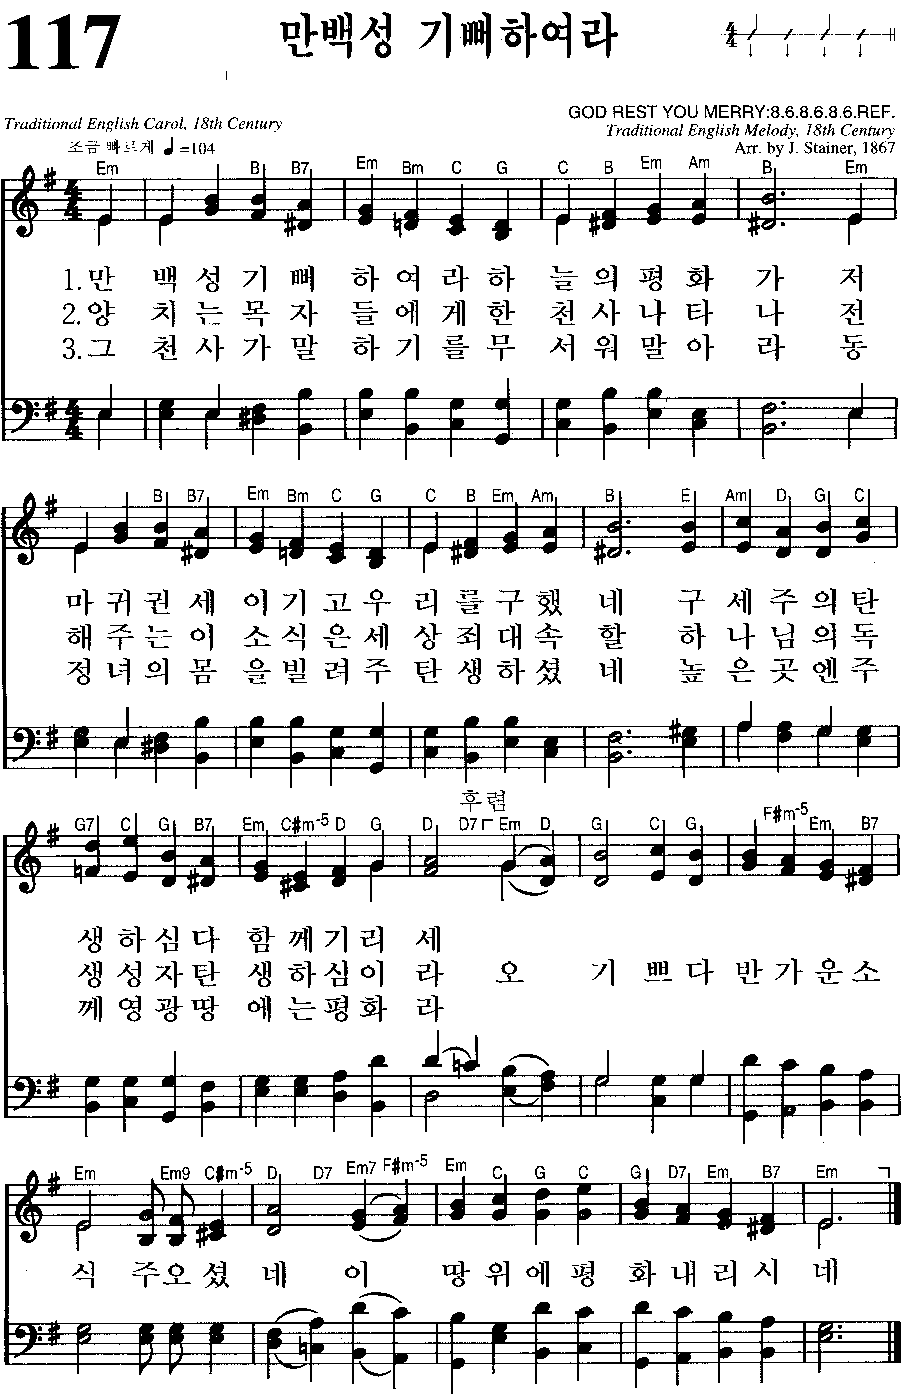 117
만백성 기뻐하여라
GOD REST YOU MERRY:8.6.8.6.8.6.REF.
Traditional English Carol, 18th Century
Traditional English Melody, 18th Century
조금 빠르게 ♩=104
Arr. by J. Stainer, 1867
Em B B7 Em Bm C G C B Em Am B Em
1.만 백성기뻐 하여라하 늘의평화 가 저
2.양 치는목자 들에게한 천사나타 나 전
3.그 천사가말 하기를무 서워말아 라 동
B B7 Em Bm C G C B Em Am B E Am D G C
마귀권세 이기고우 리를구했 네 구 세주의탄
해주는이 소식은세 상죄대속 할 하 나님의독
정녀의몸 을빌려주 탄생하셨 네 높 은곳엔주
후렴
G7 C G B7 Em C#m-5 D G D D7 Em D G C G F#m-5 Em B7
생하심다 함께기리 세
생성자탄 생하심이 라 오 기 쁘다 반가운소
께영광땅 에는평화 라
Em Em9 C#m-5 D D7 Em7 F#m-5 Em C G C G D7 Em B7 Em
식 주오셨 네 이 땅위에평 화내리시 네